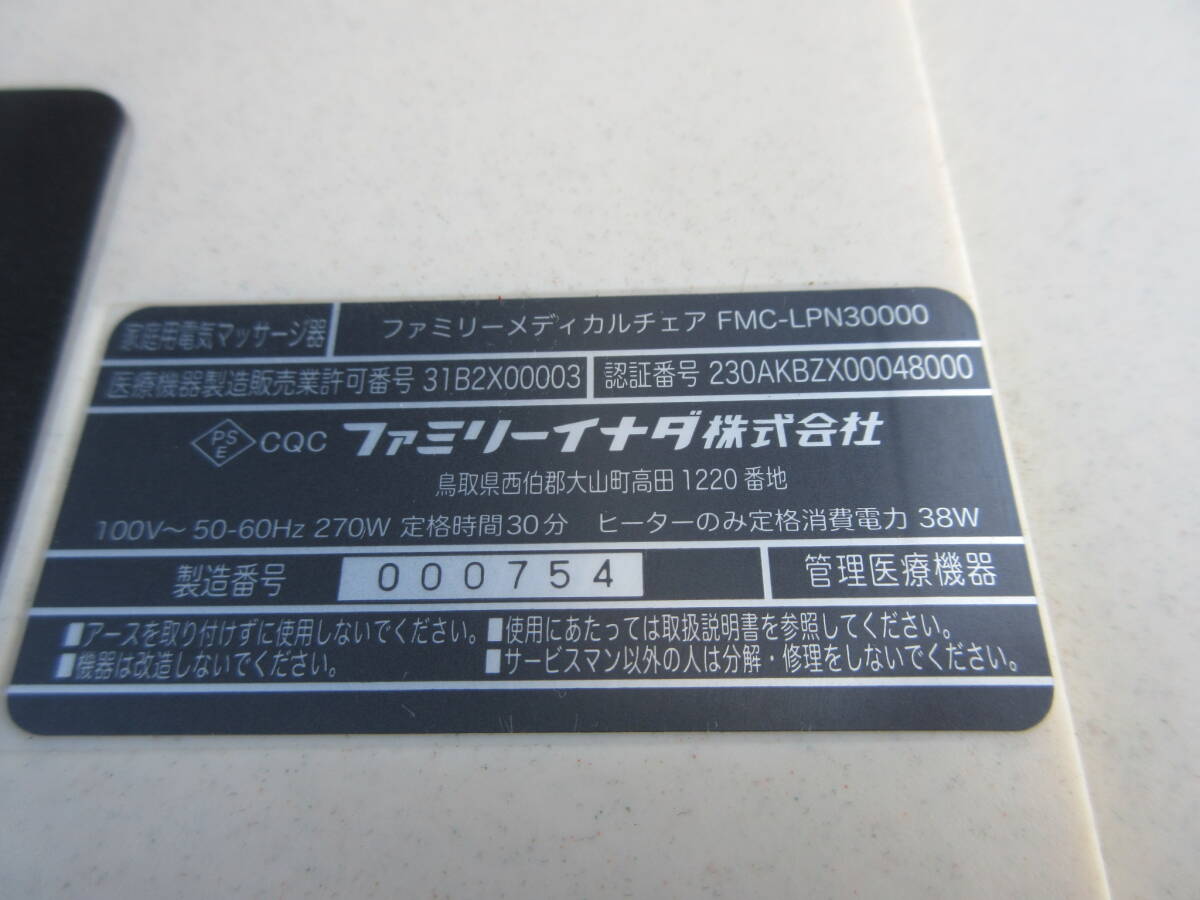 家庭用電気マッサージ器 ファミリーメディカルチェア FMC-LPN30000
医療機器製造販売業許可番号 31B2X00003 認証番号 230AKBZX00048000
PSE CQC ファミリーイナダ株式会社
鳥取県西伯郡大山町高田 1220 番地
100V〜 50-60Hz 270W 定格時間30分 ヒーターのみ定格消費電力 38W
製造番号 000754 管理医療機器
■アースを取り付けずに使用しないでください。 ■使用にあたっては取扱説明書を参照してください。
■機器は改造しないでください。 ■サービスマン以外の人は分解・修理をしないでください。